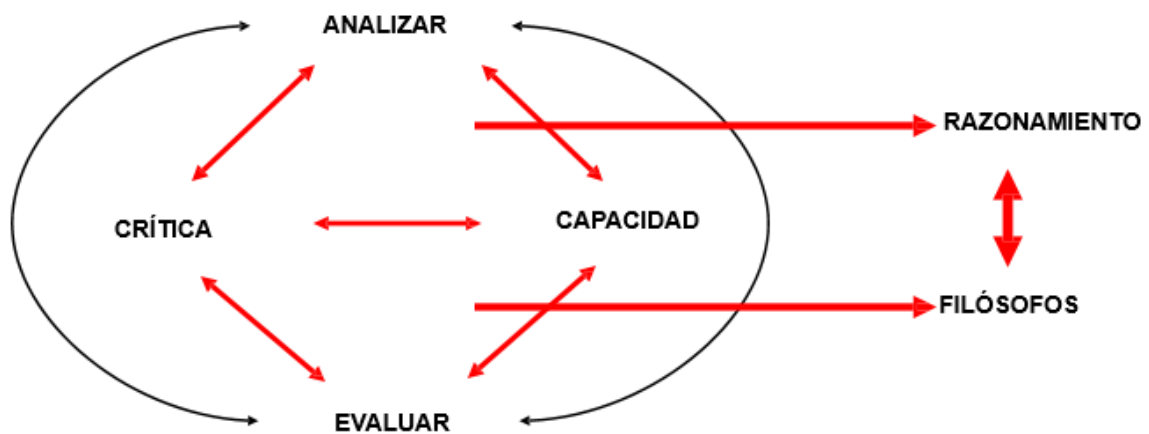 ANALIZAR
RAZONAMIENTO
CRÍTICA
CAPACIDAD
FILÓSOFOS
EVALUAR